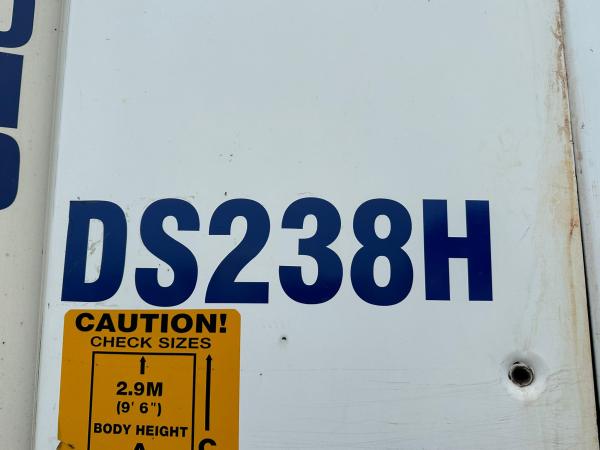 DS238H
CAUTION!
CHECK SIZES
2.9M
(9' 6")
BODY HEIGHT
A
C